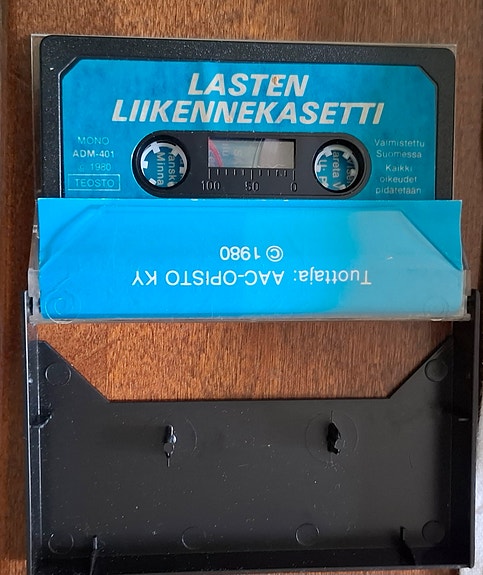 LASTEN
LIIKENNEKASETTI
MONO
ADM-401
1980
TEOSTO
100 50 0
Valmistettu
Suomessa
Kaikki
oikeudet
pidätetään
Tuottaja: AAC-OPISTO KY
© 1980